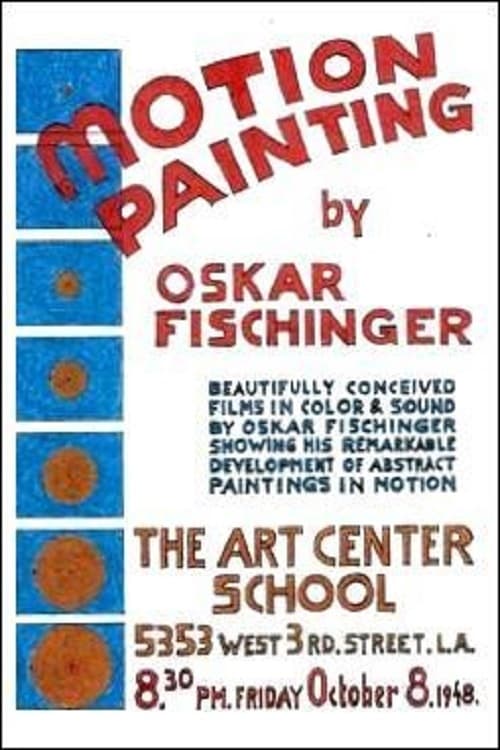 MOTION
PAINTING
by
OSKAR
FISCHINGER
BEAUTIFULLY CONCEIVED
FILMS IN COLOR & SOUND
BY OSKAR FISCHINGER
SHOWING HIS REMARKABLE
DEVELOPMENT OF ABSTRACT
PAINTINGS IN MOTION
THE ART CENTER
SCHOOL
5353 WEST 3RD. STREET. L.A.
8.30 PM. FRIDAY October 8. 1948.